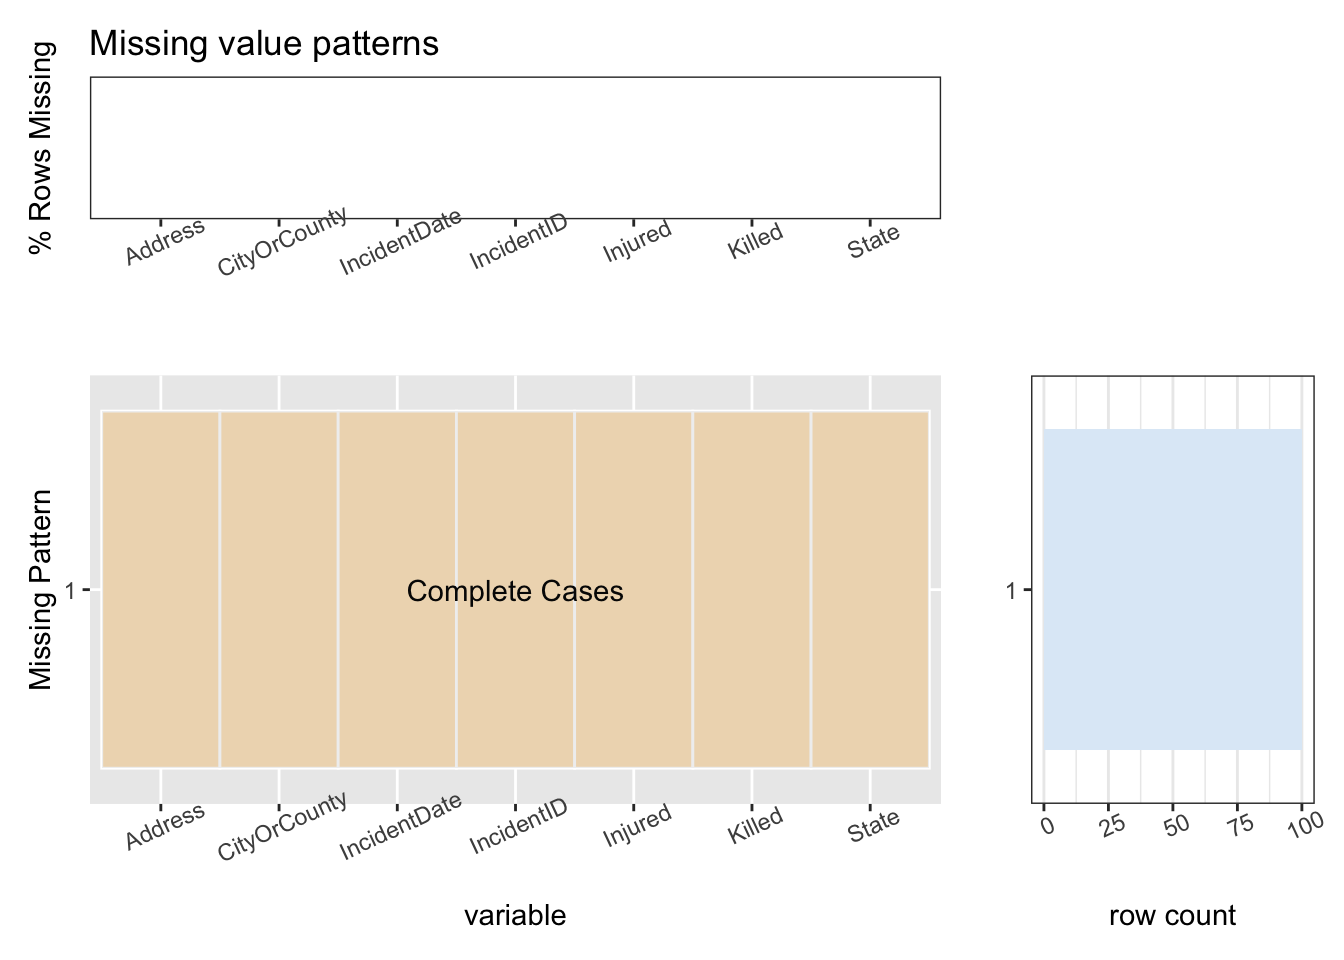 Missing value patterns
% Rows Missing
Address CityOrCounty IncidentDate IncidentID Injured Killed State
Missing Pattern
1
Complete Cases
Address CityOrCounty IncidentDate IncidentID Injured Killed State
variable
1
0 25 50 75 100
row count